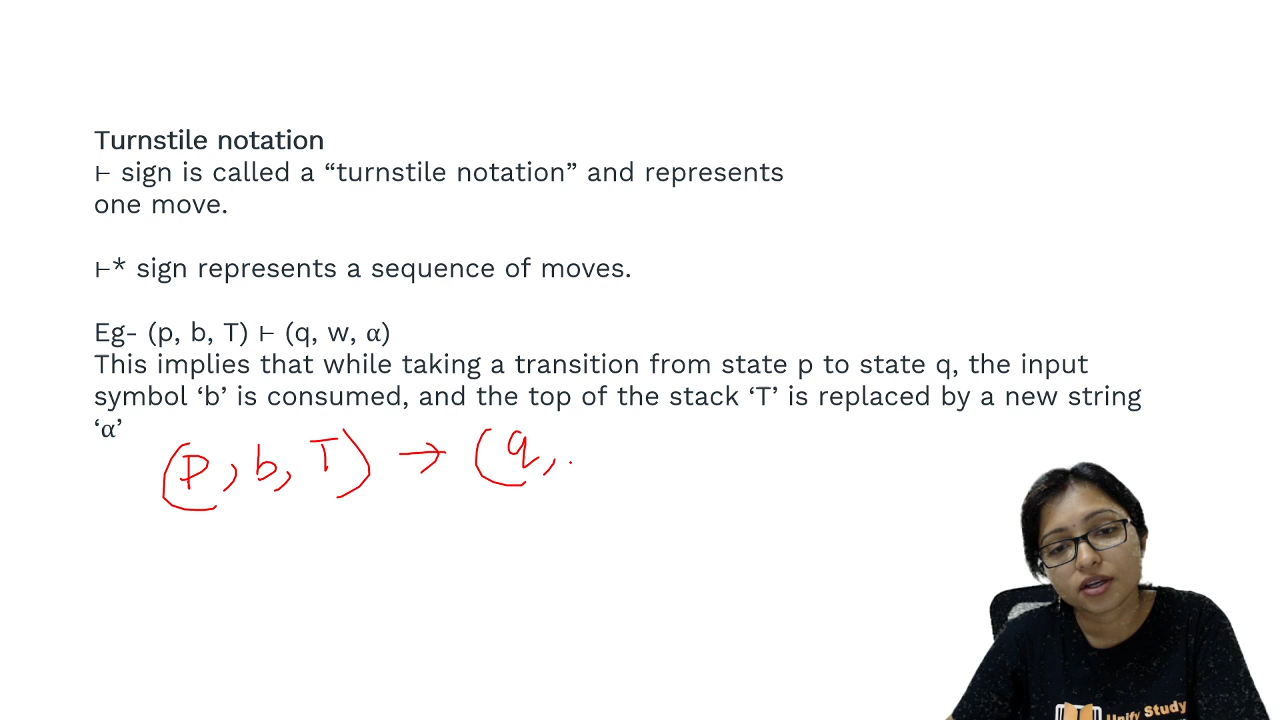 Turnstile notation
⊢ sign is called a “turnstile notation” and represents
one move.
⊢* sign represents a sequence of moves.
Eg- (p, b, T) ⊢ (q, w, α)
This implies that while taking a transition from state p to state q, the input
symbol ‘b’ is consumed, and the top of the stack ‘T’ is replaced by a new string
‘α’
(p, b, T) → (q,
Unify Study